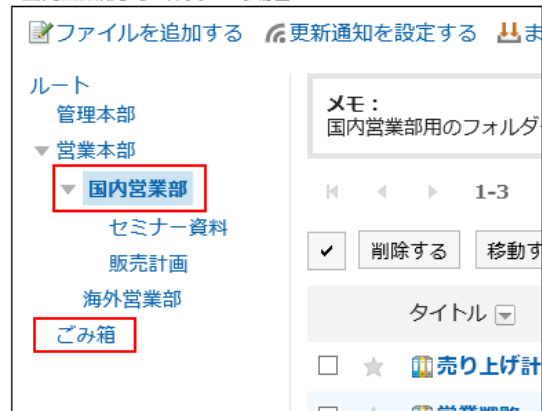 ファイルを追加する 更新通知を設定する ま
ルート
管理本部
営業本部
国内営業部
セミナー資料
販売計画
海外営業部
ごみ箱
メモ：
国内営業部用のフォルダ
1-3
削除する 移動す
タイトル
売り上げ計